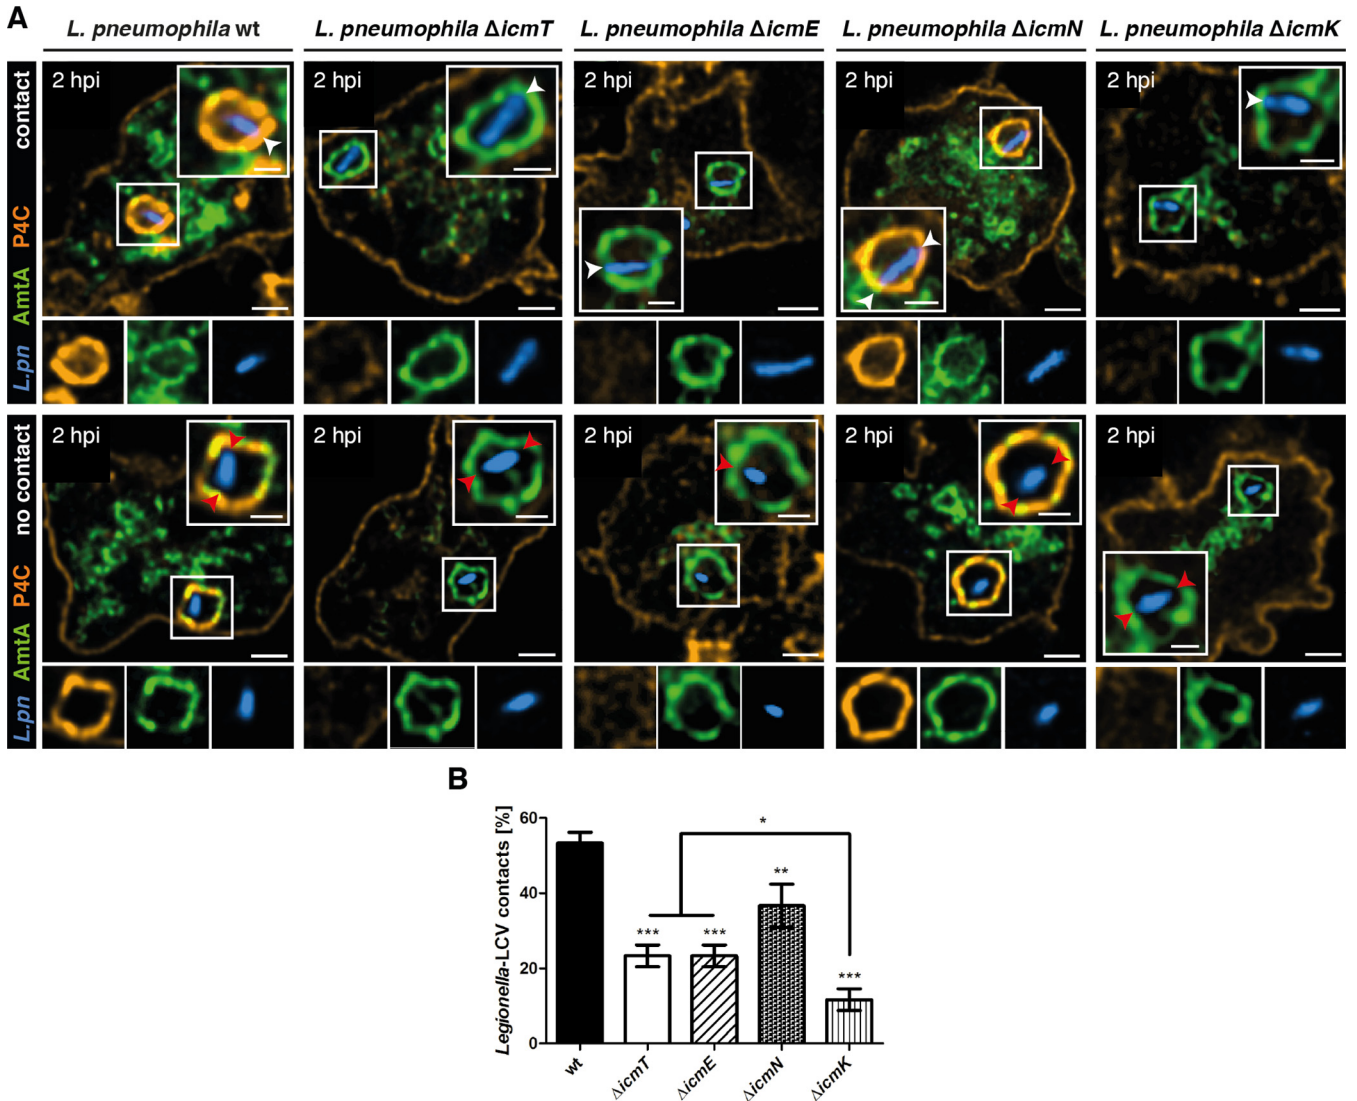 A
L. pneumophila wt
L. pneumophila ΔicmT
L. pneumophila ΔicmE
L. pneumophila ΔicmN
L. pneumophila ΔicmK
L.pn AmtA P4C contact
2 hpi
2 hpi
2 hpi
2 hpi
2 hpi
L.pn AmtA P4C no contact
2 hpi
2 hpi
2 hpi
2 hpi
2 hpi
B
Legionella-LCV contacts [%]
60
40
20
0
*
***
***
**
***
wt
ΔicmT
ΔicmE
ΔicmN
ΔicmK